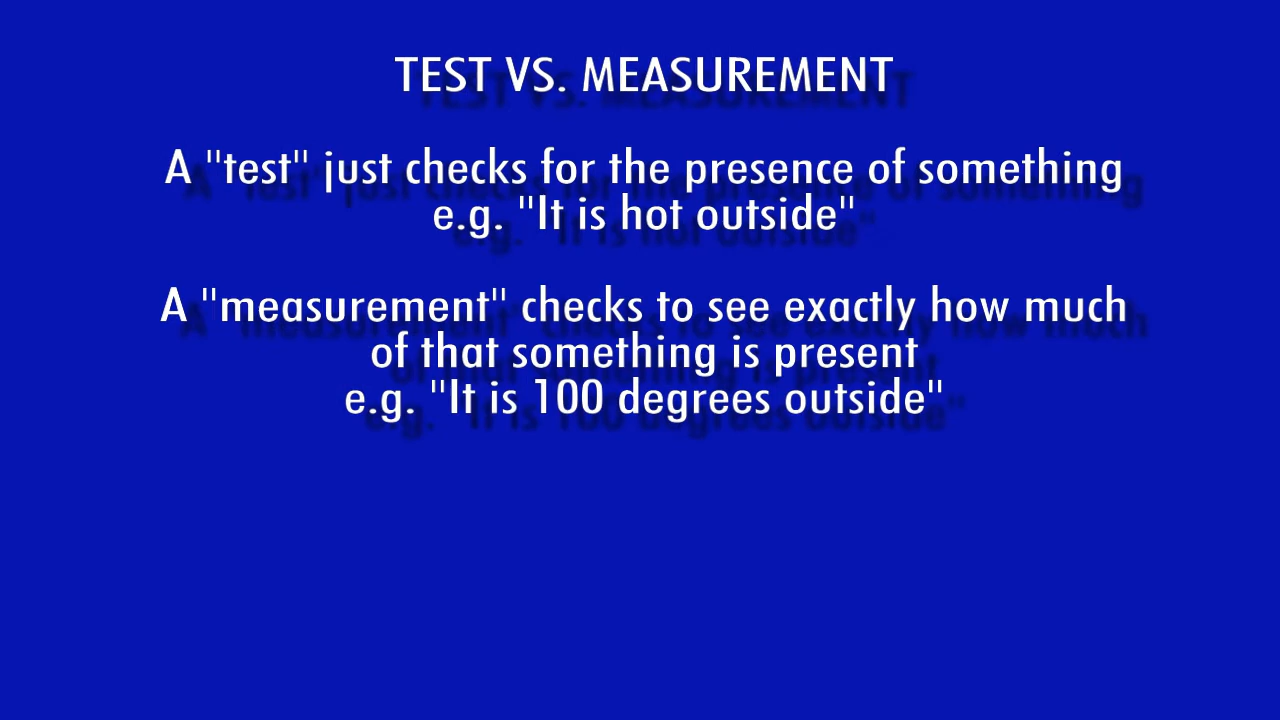 TEST VS. MEASUREMENT
A "test" just checks for the presence of something
e.g. "It is hot outside"
A "measurement" checks to see exactly how much
of that something is present
e.g. "It is 100 degrees outside"